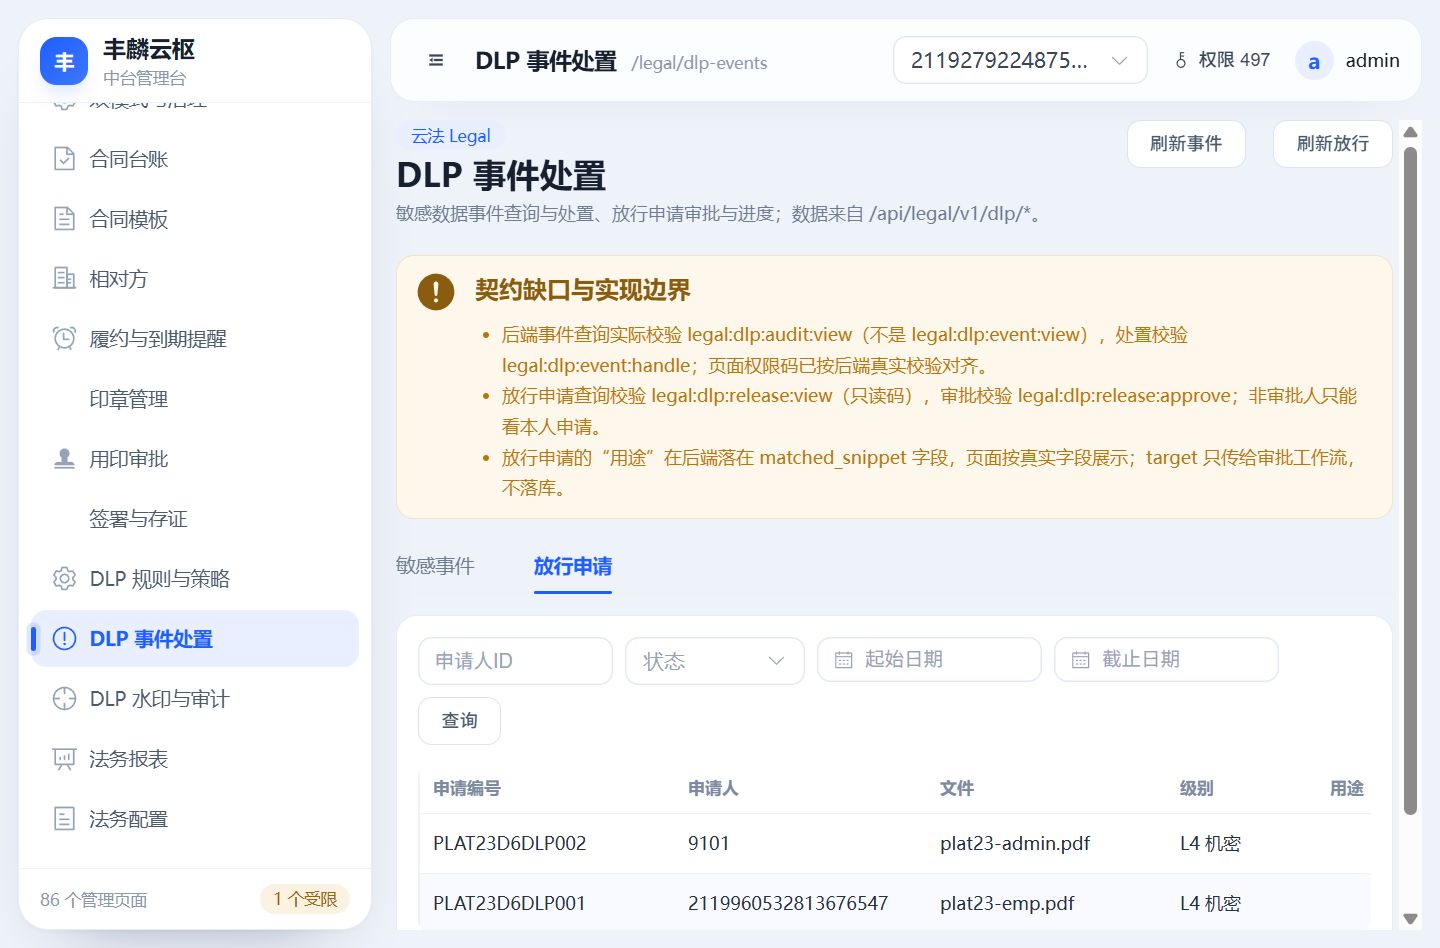 丰
丰麟云枢
中台管理台
合同台账
合同模板
相对方
履约与到期提醒
印章管理
用印审批
签署与存证
DLP 规则与策略
DLP 事件处置
DLP 水印与审计
法务报表
法务配置
86 个管理页面
1 个受限
DLP 事件处置
/legal/dlp-events
2119279224875...
权限 497
a
admin
云法 Legal
DLP 事件处置
敏感数据事件查询与处置、放行申请审批与进度；数据来自 /api/legal/v1/dlp/*。
刷新事件
刷新放行
契约缺口与实现边界
• 后端事件查询实际校验 legal:dlp:audit:view（不是 legal:dlp:event:view），处置校验
legal:dlp:event:handle；页面权限码已按后端真实校验对齐。
• 放行申请查询校验 legal:dlp:release:view（只读码），审批校验 legal:dlp:release:approve；非审批人只能
看本人申请。
• 放行申请的“用途”在后端落在 matched_snippet 字段，页面按真实字段展示；target 只传给审批工作流，
不落库。
敏感事件
放行申请
申请人ID
状态
起始日期
截止日期
查询
申请编号 申请人 文件 级别 用途
PLAT23D6DLP002 9101 plat23-admin.pdf L4 机密
PLAT23D6DLP001 2119960532813676547 plat23-emp.pdf L4 机密